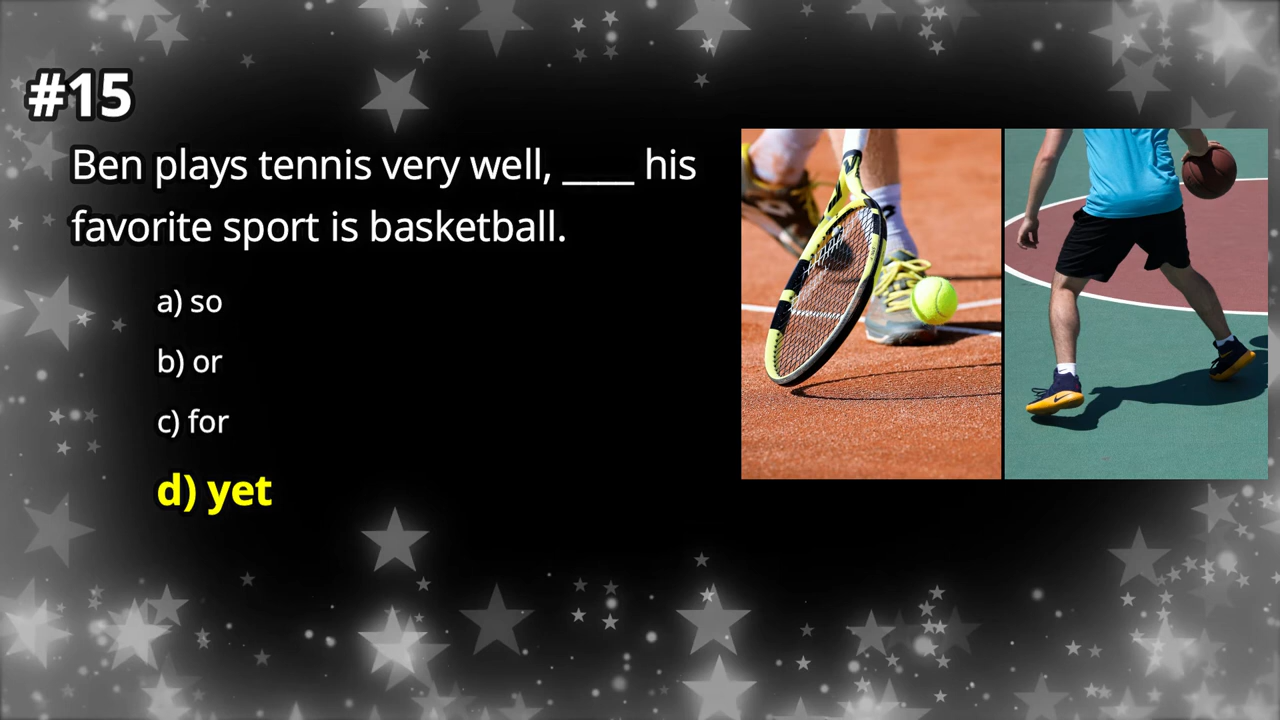 #15
Ben plays tennis very well, ____ his
favorite sport is basketball.
a) so
b) or
c) for
d) yet